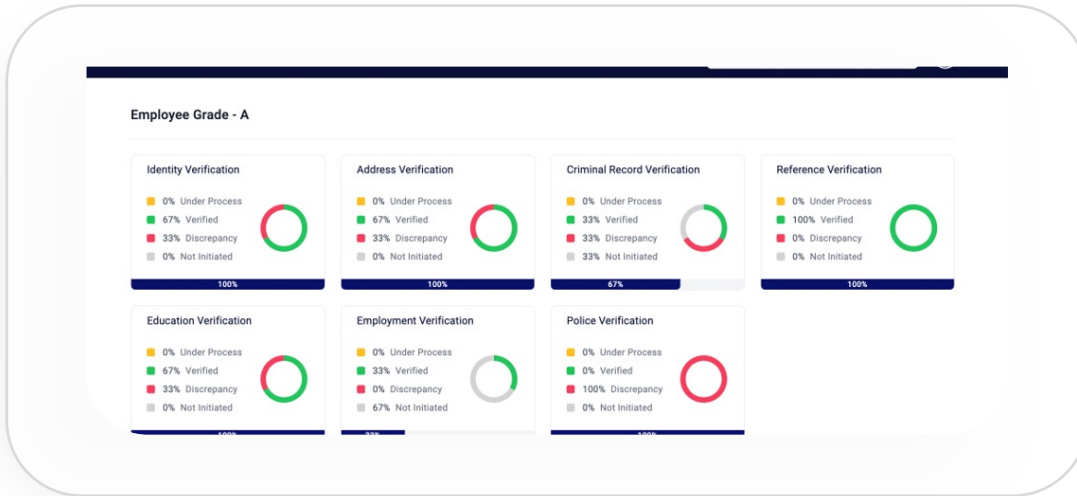 Employee Grade - A
Identity Verification
0% Under Process
67% Verified
33% Discrepancy
0% Not Initiated
100%
Address Verification
0% Under Process
67% Verified
33% Discrepancy
0% Not Initiated
100%
Criminal Record Verification
0% Under Process
33% Verified
33% Discrepancy
33% Not Initiated
67%
Reference Verification
0% Under Process
100% Verified
0% Discrepancy
0% Not Initiated
100%
Education Verification
0% Under Process
67% Verified
33% Discrepancy
0% Not Initiated
100%
Employment Verification
0% Under Process
33% Verified
0% Discrepancy
67% Not Initiated
33%
Police Verification
0% Under Process
0% Verified
100% Discrepancy
0% Not Initiated
100%